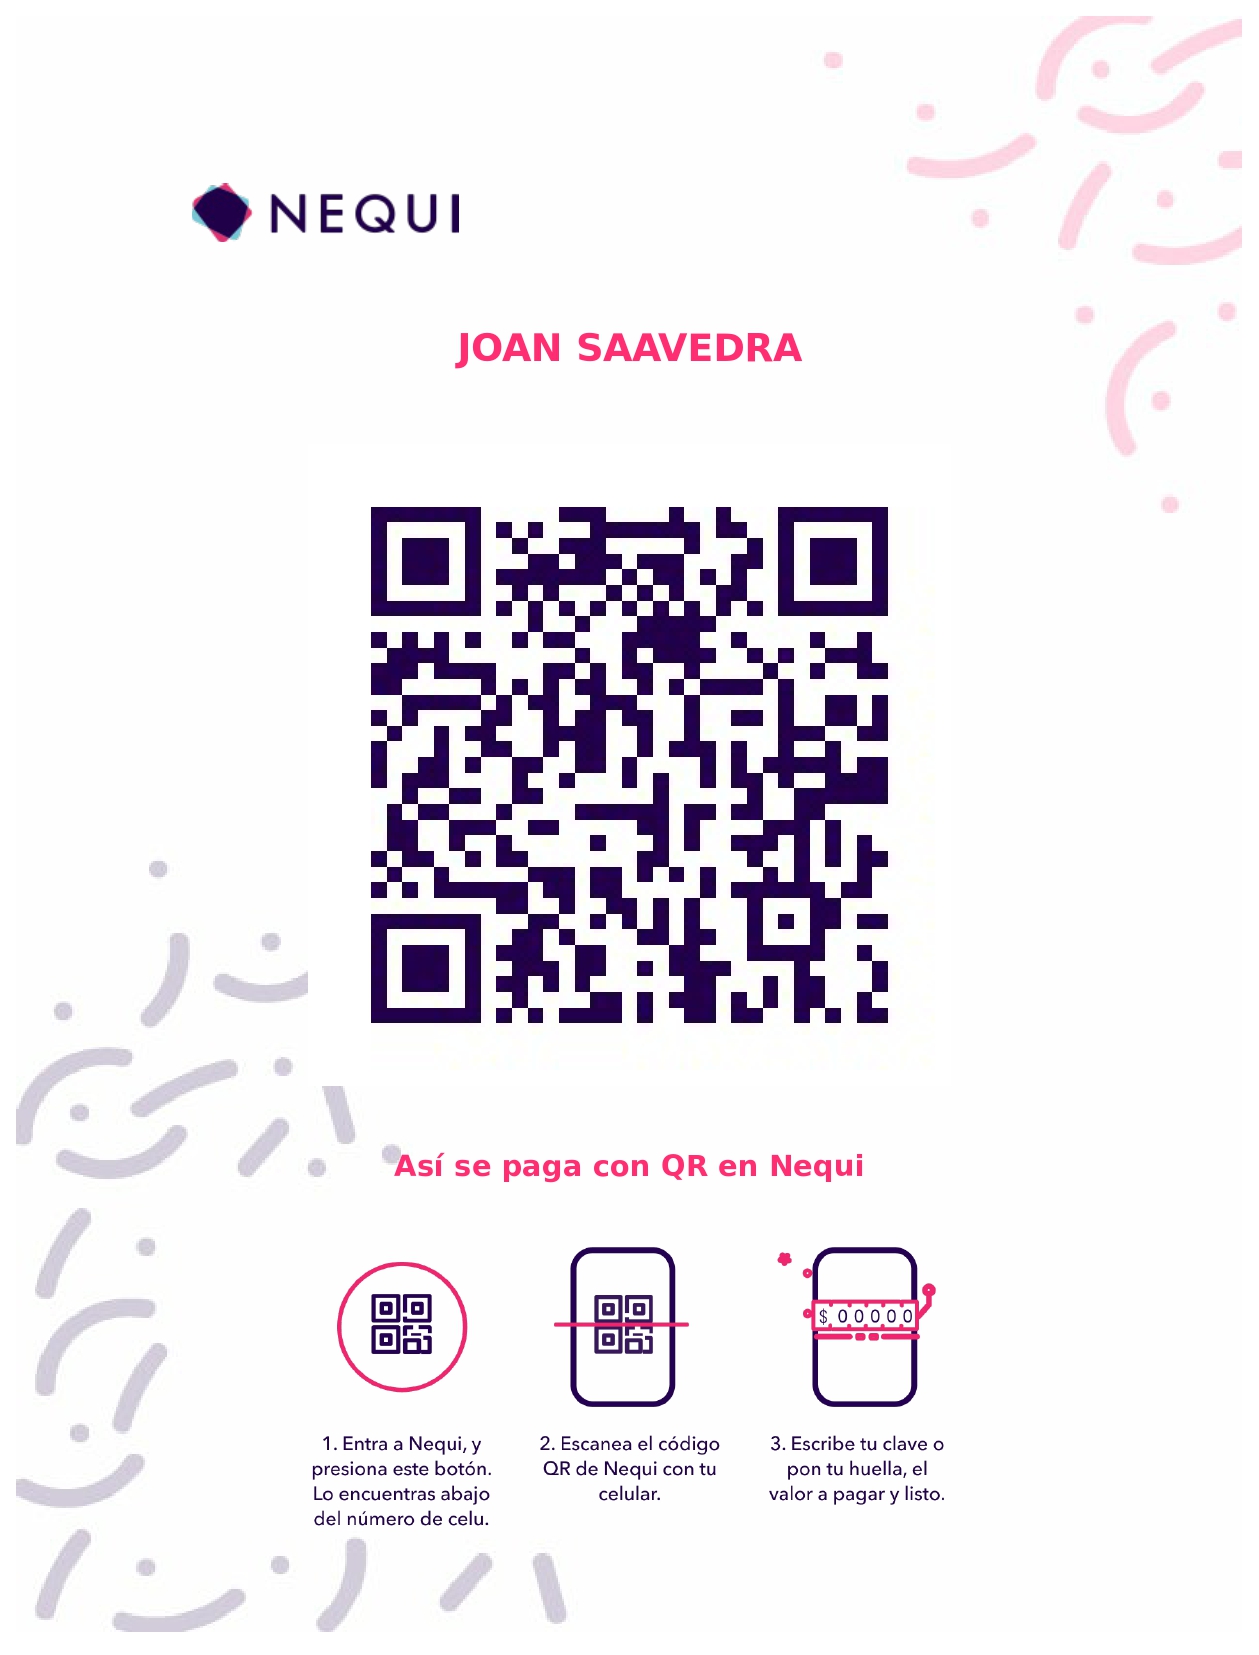 NEQUI
JOAN SAAVEDRA
Así se paga con QR en Nequi
$ 00000
1. Entra a Nequi, y
presiona este botón.
Lo encuentras abajo
del número de celu.
2. Escanea el código
QR de Nequi con tu
celular.
3. Escribe tu clave o
pon tu huella, el
valor a pagar y listo.